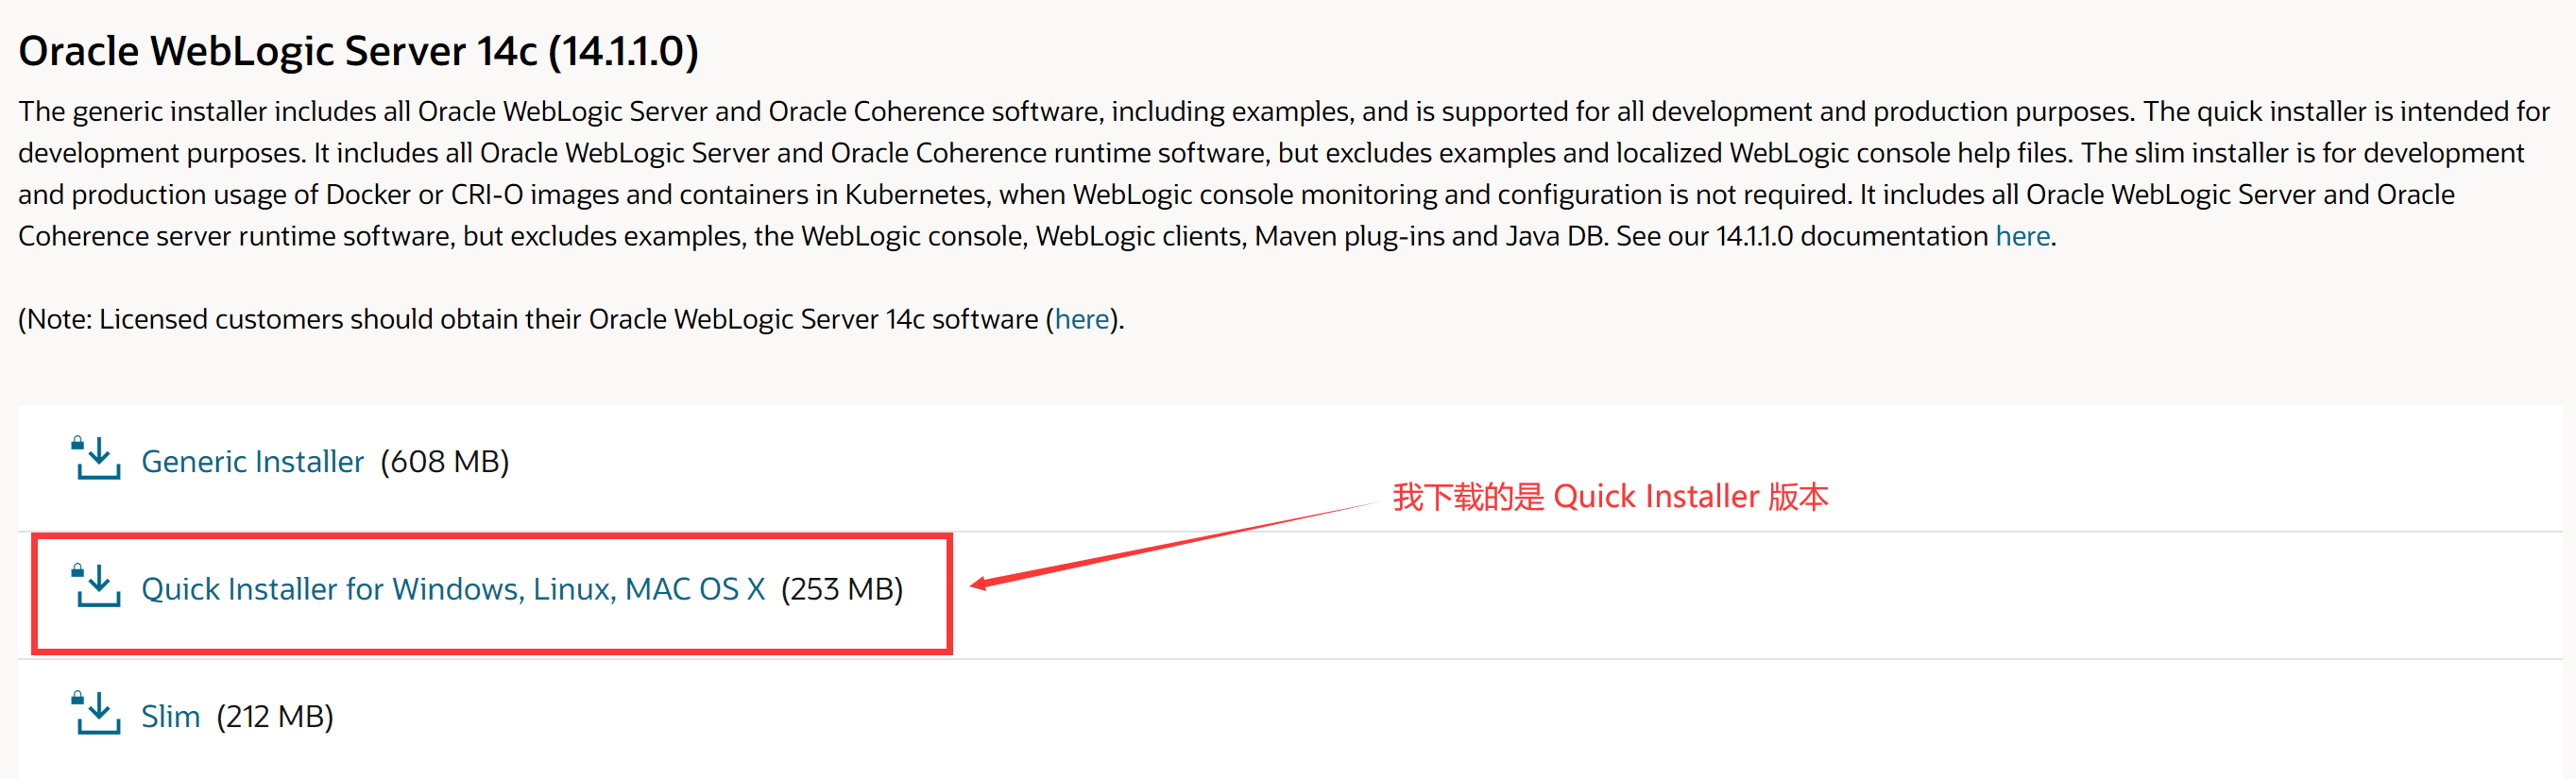 Oracle WebLogic Server 14c (14.1.1.0)
The generic installer includes all Oracle WebLogic Server and Oracle Coherence software, including examples, and is supported for all development and production purposes. The quick installer is intended for
development purposes. It includes all Oracle WebLogic Server and Oracle Coherence runtime software, but excludes examples and localized WebLogic console help files. The slim installer is for development
and production usage of Docker or CRI-O images and containers in Kubernetes, when WebLogic console monitoring and configuration is not required. It includes all Oracle WebLogic Server and Oracle
Coherence server runtime software, but excludes examples, the WebLogic console, WebLogic clients, Maven plug-ins and Java DB. See our 14.1.1.0 documentation here.
(Note: Licensed customers should obtain their Oracle WebLogic Server 14c software (here).
Generic Installer (608 MB)
我下载的是 Quick Installer 版本
Quick Installer for Windows, Linux, MAC OS X (253 MB)
Slim (212 MB)